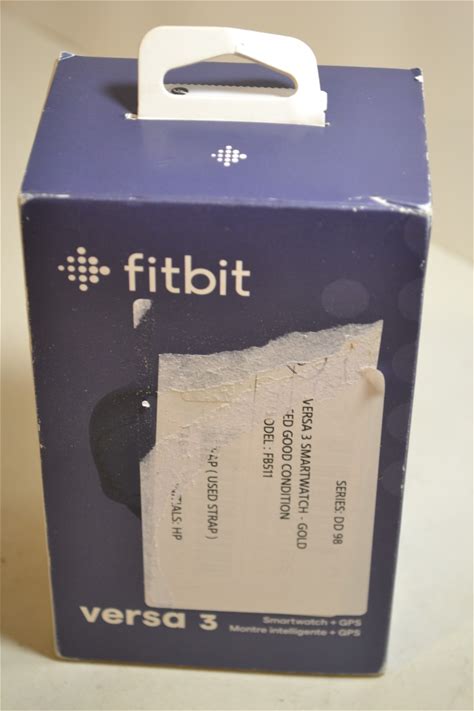 fitbit
SERIES: DD 98
VERSA 3 SMARTWATCH - GOLD
ED GOOD CONDITION
ODEL : FB511
AP ( USED STRAP )
IALS: HP
versa 3
Smartwatch + GPS
Montre intelligente + GPS